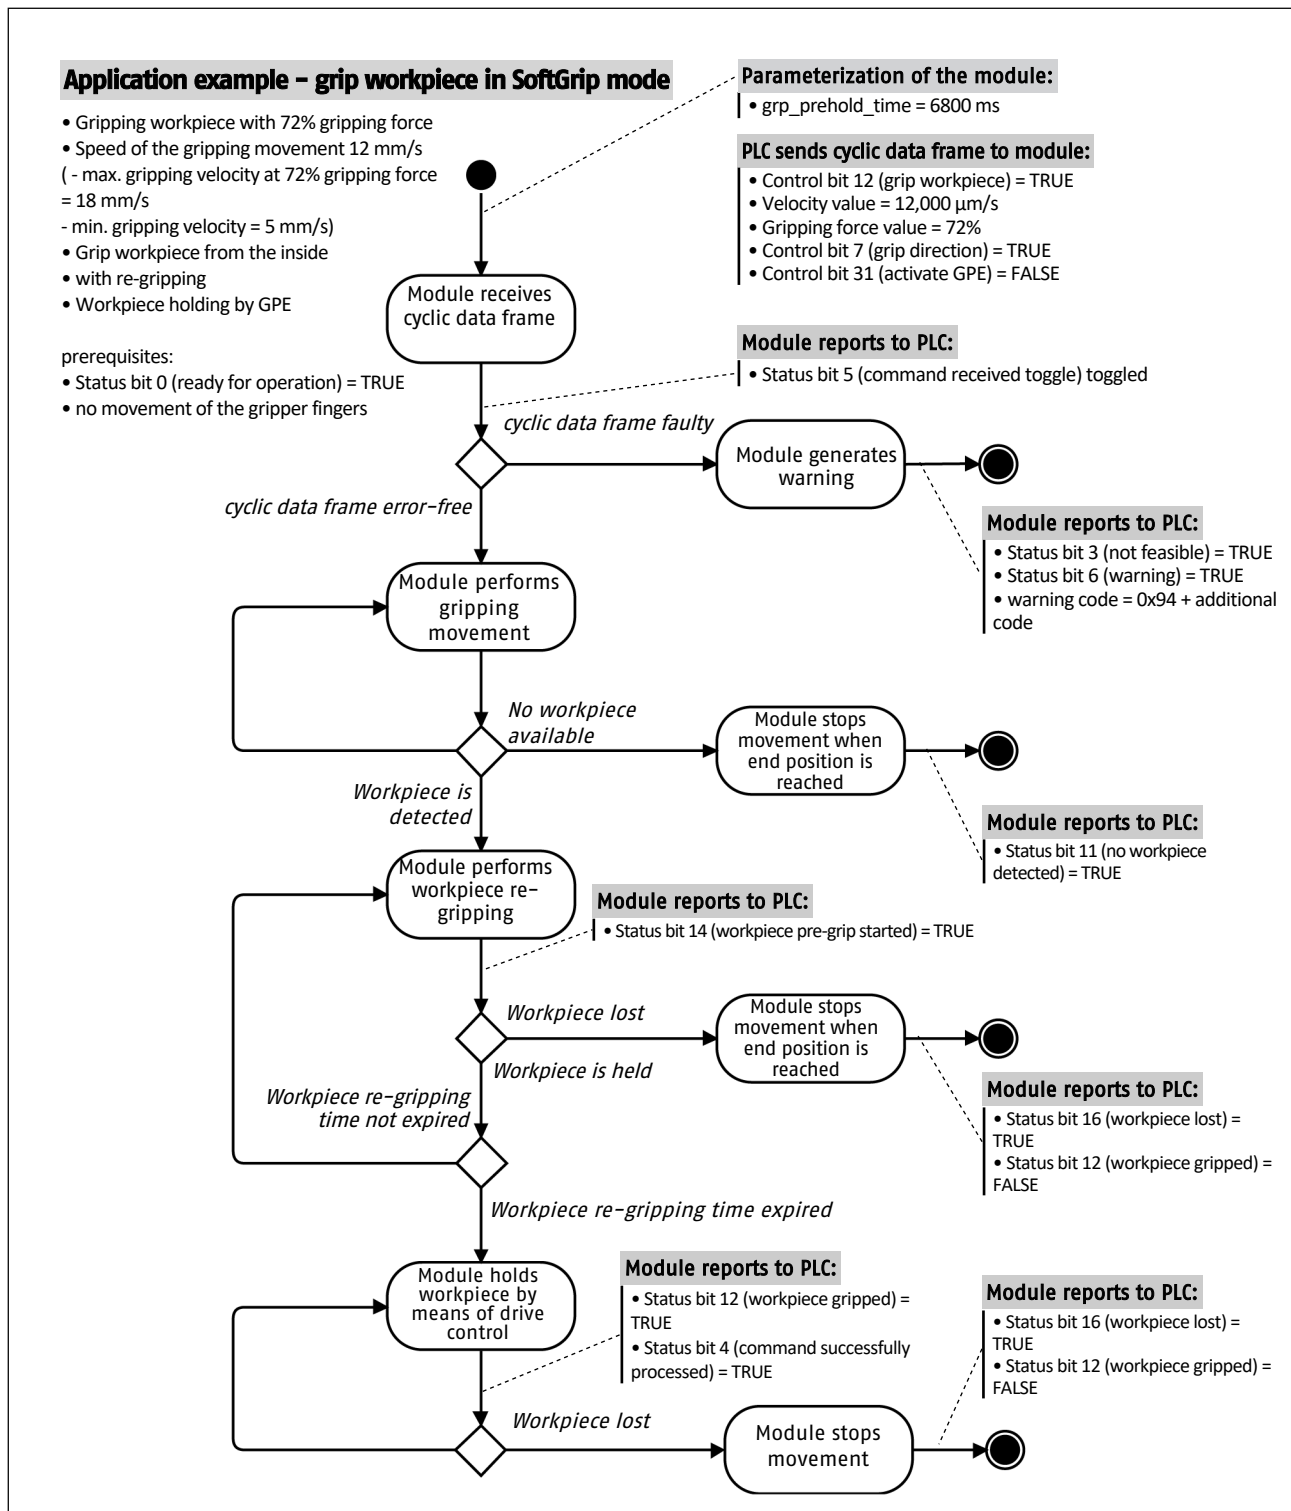 Application example – grip workpiece in SoftGrip mode
• Gripping workpiece with 72% gripping force
• Speed of the gripping movement 12 mm/s
( - max. gripping velocity at 72% gripping force
= 18 mm/s
- min. gripping velocity = 5 mm/s)
• Grip workpiece from the inside
• with re-gripping
• Workpiece holding by GPE
prerequisites:
• Status bit 0 (ready for operation) = TRUE
• no movement of the gripper fingers
Parameterization of the module:
• grp_prehold_time = 6800 ms
PLC sends cyclic data frame to module:
• Control bit 12 (grip workpiece) = TRUE
• Velocity value = 12,000 µm/s
• Gripping force value = 72%
• Control bit 7 (grip direction) = TRUE
• Control bit 31 (activate GPE) = FALSE
Module receives
cyclic data frame
Module reports to PLC:
• Status bit 5 (command received toggle) toggled
cyclic data frame faulty
Module generates
warning
cyclic data frame error-free
Module reports to PLC:
• Status bit 3 (not feasible) = TRUE
• Status bit 6 (warning) = TRUE
• warning code = 0x94 + additional
code
Module performs
gripping
movement
No workpiece
available
Module stops
movement when
end position is
reached
Workpiece is
detected
Module reports to PLC:
• Status bit 11 (no workpiece
detected) = TRUE
Module performs
workpiece re-
gripping
Module reports to PLC:
• Status bit 14 (workpiece pre-grip started) = TRUE
Workpiece lost
Module stops
movement when
end position is
reached
Workpiece is held
Workpiece re-gripping
time not expired
Module reports to PLC:
• Status bit 16 (workpiece lost) =
TRUE
• Status bit 12 (workpiece gripped) =
FALSE
Workpiece re-gripping time expired
Module holds
workpiece by
means of drive
control
Module reports to PLC:
• Status bit 12 (workpiece gripped) =
TRUE
• Status bit 4 (command successfully
processed) = TRUE
Module reports to PLC:
• Status bit 16 (workpiece lost) =
TRUE
• Status bit 12 (workpiece gripped) =
FALSE
Workpiece lost
Module stops
movement